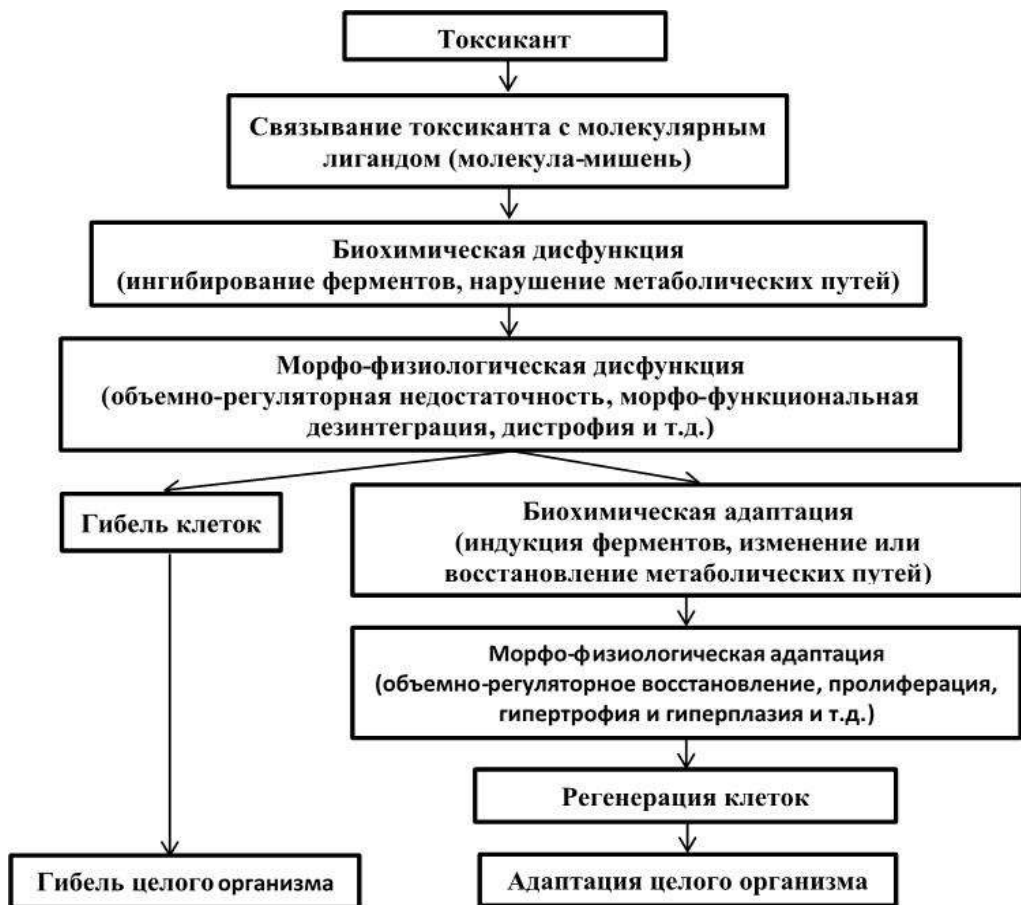 Токсикант
Связывание токсиканта с молекулярным
лигандом (молекула-мишень)
Биохимическая дисфункция
(ингибирование ферментов, нарушение метаболических путей)
Морфо-физиологическая дисфункция
(объемно-регуляторная недостаточность, морфо-функциональная
дезинтеграция, дистрофия и т.д.)
Гибель клеток
Биохимическая адаптация
(индукция ферментов, изменение или
восстановление метаболических путей)
Морфо-физиологическая адаптация
(объемно-регуляторное восстановление, пролиферация,
гипертрофия и гиперплазия и т.д.)
Регенерация клеток
Гибель целого организма
Адаптация целого организма